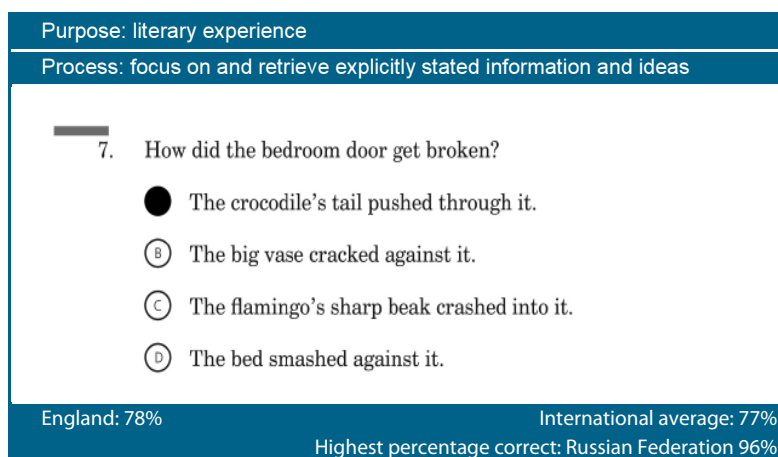 Purpose: literary experience
Process: focus on and retrieve explicitly stated information and ideas
7. How did the bedroom door get broken?
The crocodile's tail pushed through it.
B The big vase cracked against it.
C The flamingo's sharp beak crashed into it.
D The bed smashed against it.
England: 78% International average: 77%
Highest percentage correct: Russian Federation 96%